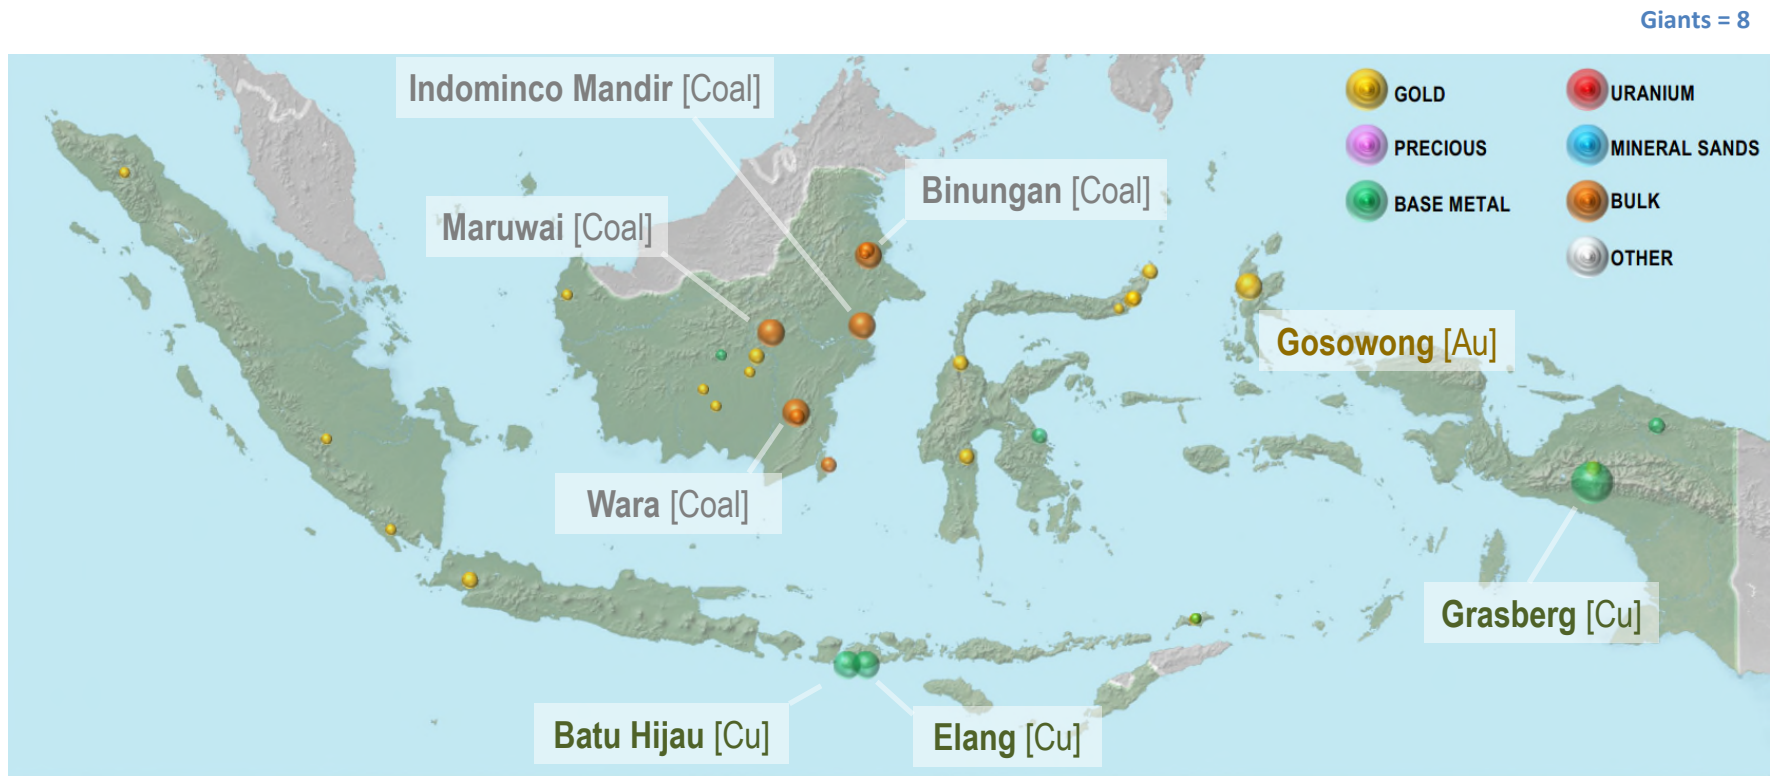 Giants = 8
Indominco Mandir [Coal]
GOLD
URANIUM
PRECIOUS
MINERAL SANDS
BASE METAL
BULK
OTHER
Binungan [Coal]
Maruwai [Coal]
Gosowong [Au]
Wara [Coal]
Grasberg [Cu]
Batu Hijau [Cu]
Elang [Cu]